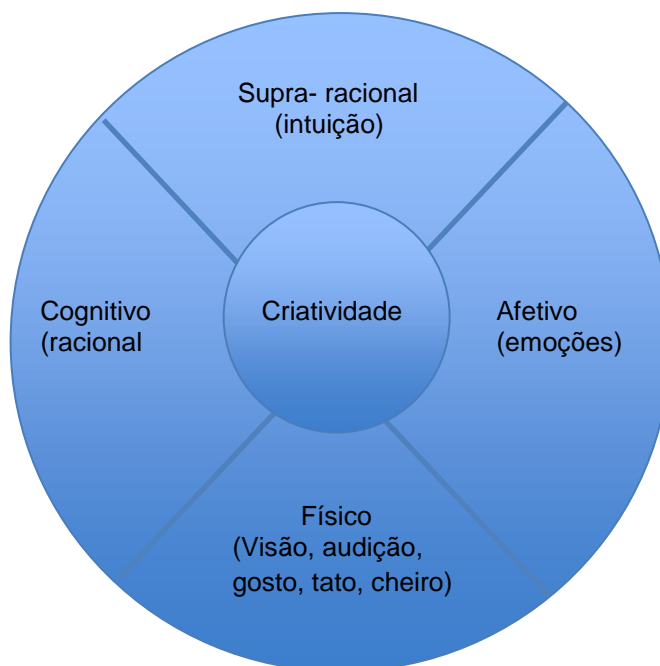 Supra- racional
(intuição)
Cognitivo
(racional
Criatividade
Afetivo
(emoções)
Físico
(Visão, audição,
gosto, tato, cheiro)